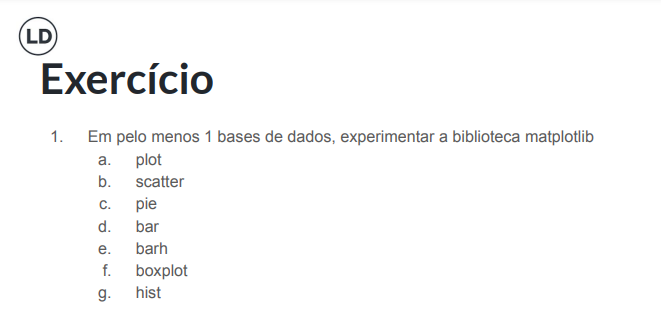 LD
Exercício
1. Em pelo menos 1 bases de dados, experimentar a biblioteca matplotlib
a. plot
b. scatter
c. pie
d. bar
e. barh
f. boxplot
g. hist